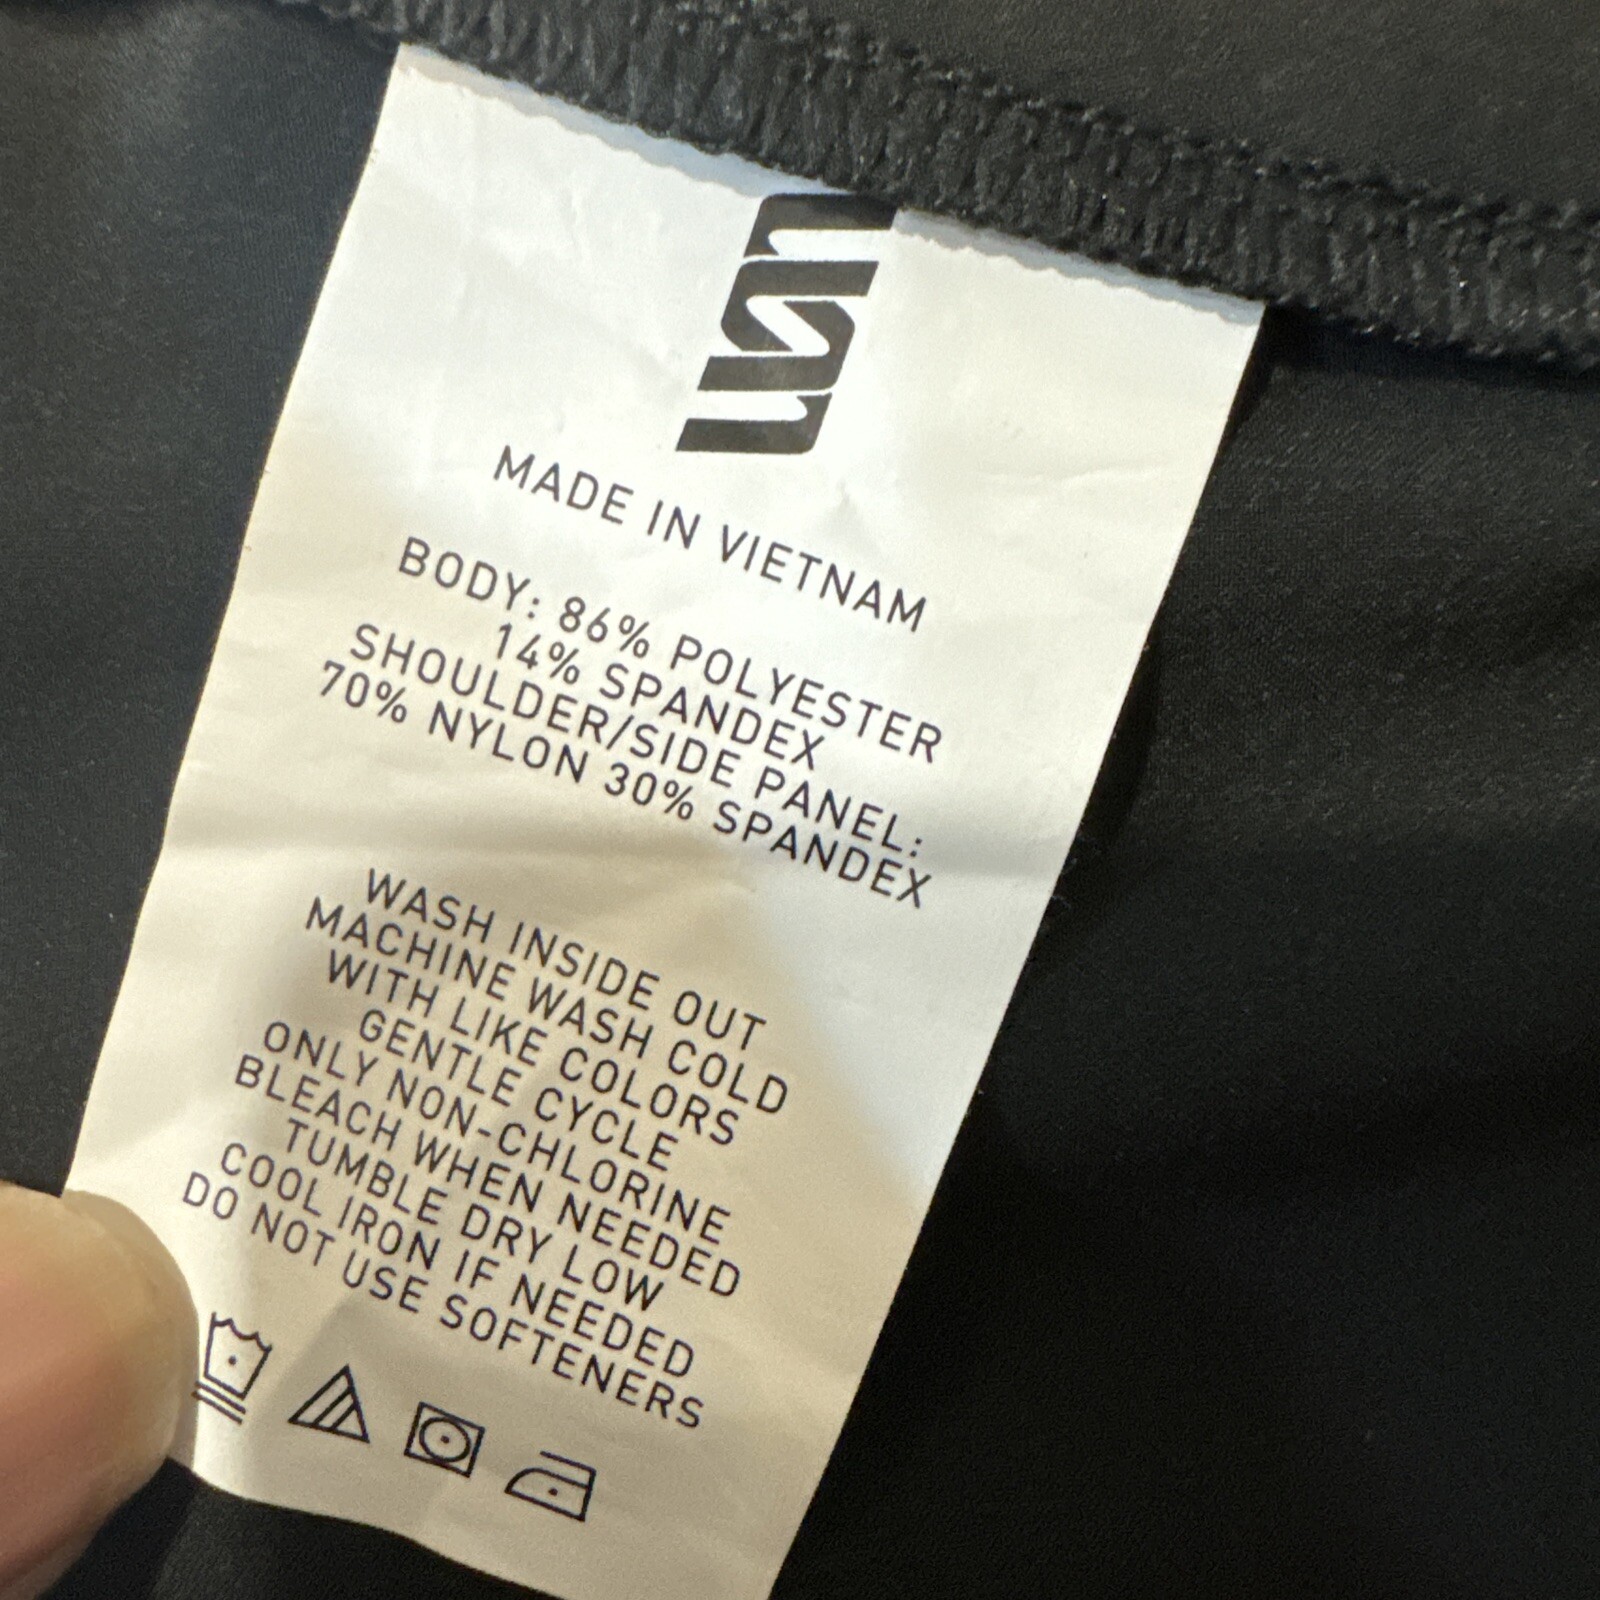 MADE IN VIETNAM
BODY: 86% POLYESTER
14% SPANDEX
SHOULDER/SIDE PANEL:
70% NYLON 30% SPANDEX
WASH INSIDE OUT
MACHINE WASH COLD
WITH LIKE COLORS
GENTLE CYCLE
ONLY NON-CHLORINE
BLEACH WHEN NEEDED
TUMBLE DRY LOW
COOL IRON IF NEEDED
DO NOT USE SOFTENERS